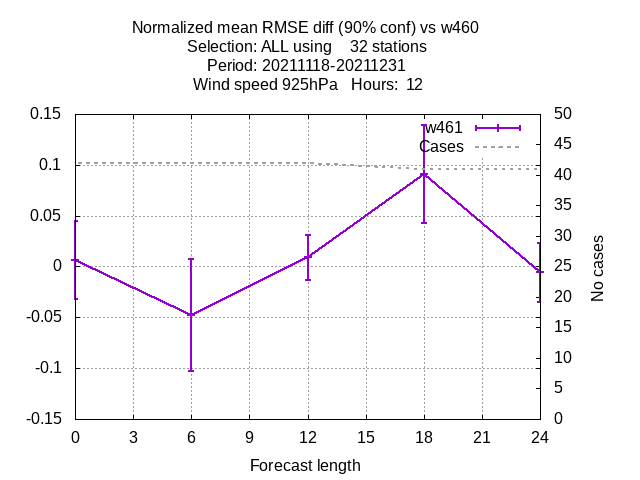 Normalized mean RMSE diff (90% conf) vs w460
Selection: ALL using    32 stations
Period: 20211118-20211231
Wind speed 925hPa   Hours:  12
w461
Cases
0.15
0.1
0.05
0
-0.05
-0.1
-0.15
50
45
40
35
30
25
20
15
10
5
0
No cases
0 3 6 9 12 15 18 21 24
Forecast length